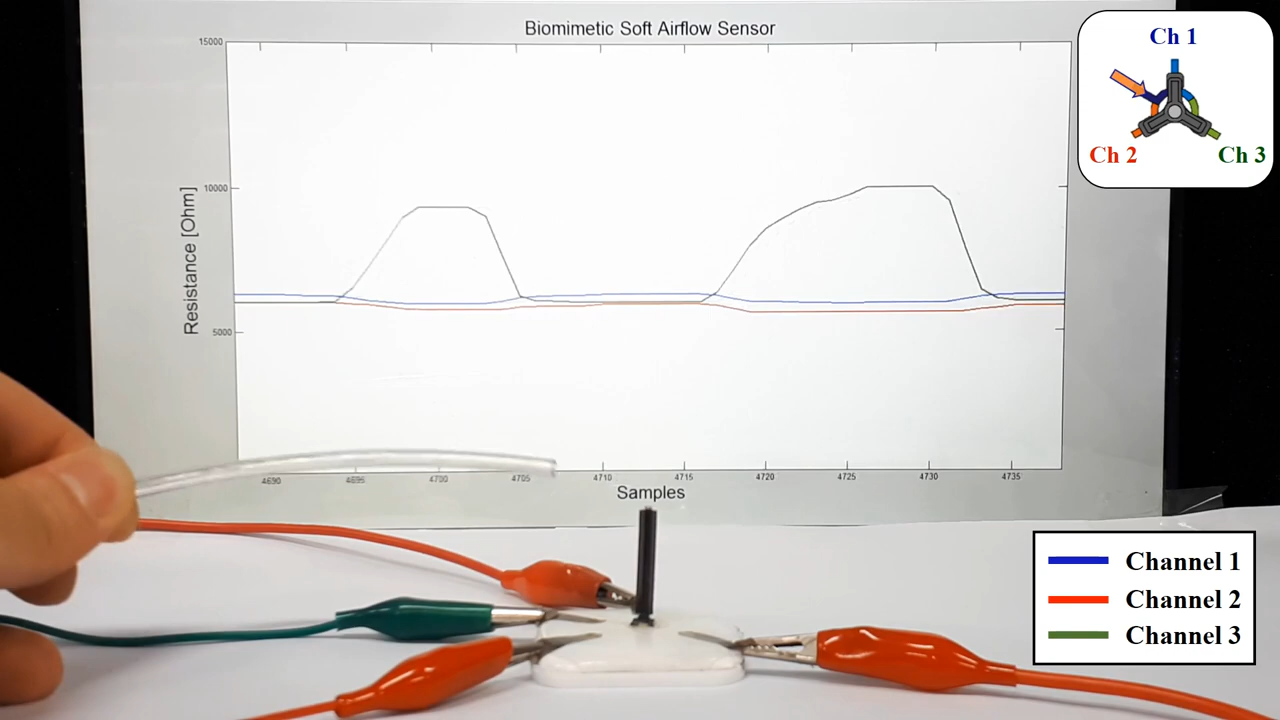 Biomimetic Soft Airflow Sensor
Ch 1
Ch 2
Ch 3
15000
10000
5000
Resistance [Ohm]
4690
4695
4700
4705
4710
4715
4720
4725
4730
4735
Samples
Channel 1
Channel 2
Channel 3